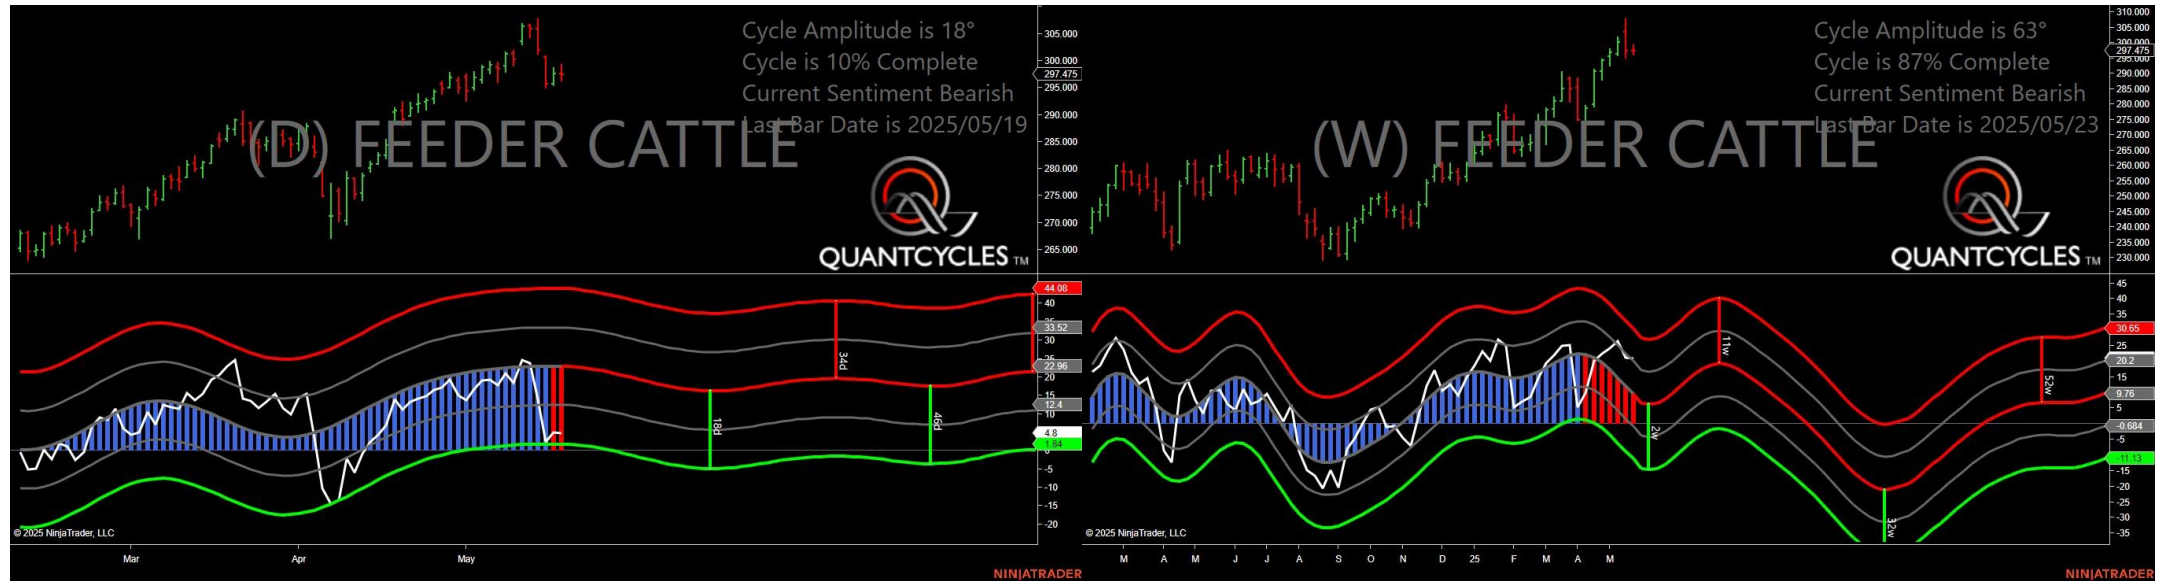 Cycle Amplitude is 18°
Cycle is 10% Complete
Current Sentiment Bearish
Last Bar Date is 2025/05/19
(D) FEEDER CATTLE
QUANTCYCLES TM
305.000
300.000
297.475
295.000
290.000
285.000
280.000
275.000
270.000
265.000
44.08
40
33.52
30
25
22.96
20
15
12.4
10
4.8
1.84
0
-5
-10
-15
-20
18d
34d
46d
© 2025 NinjaTrader, LLC
Mar
Apr
May
NINJATRADER
Cycle Amplitude is 63°
Cycle is 87% Complete
Current Sentiment Bearish
Last Bar Date is 2025/05/23
(W) FEEDER CATTLE
QUANTCYCLES TM
310.000
305.000
300.000
297.475
295.000
290.000
285.000
280.000
275.000
270.000
265.000
260.000
255.000
250.000
245.000
240.000
235.000
230.000
45
40
35
30.65
25
20.2
15
9.76
5
-0.684
-5
-11.13
-15
-20
-25
-30
-35
2w
11w
32w
52w
© 2025 NinjaTrader, LLC
M
A
M
J
J
A
S
O
N
D
25
F
M
A
M
NINJATRADER